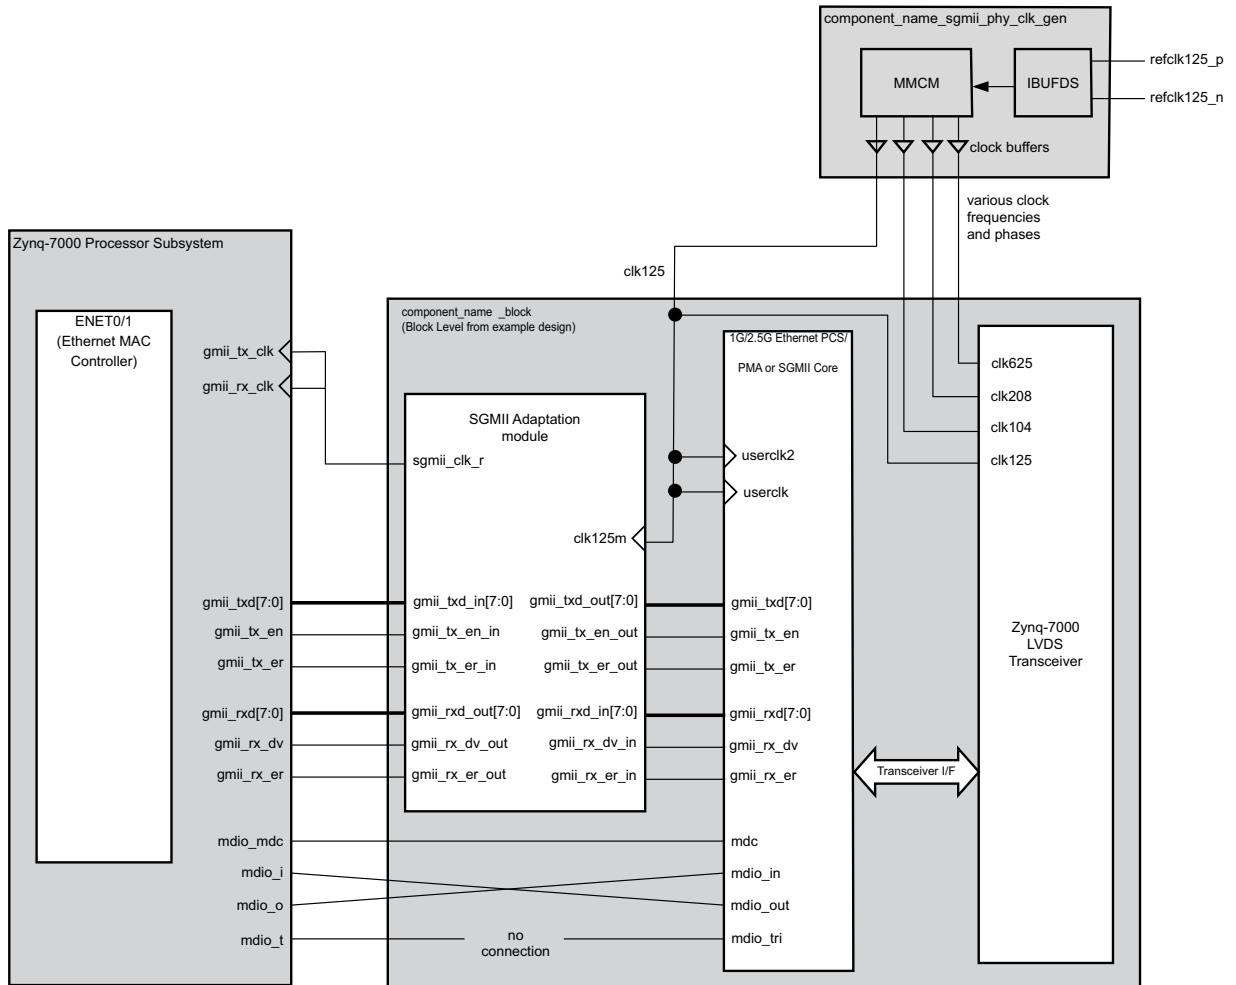 component_name_sgmii_phy_clk_gen
MMCM
IBUFDS
refclk125_p
refclk125_n
clock buffers
various clock
frequencies
and phases
clk125
Zynq-7000 Processor Subsystem
ENET0/1
(Ethernet MAC
Controller)
gmii_tx_clk
gmii_rx_clk
gmii_txd[7:0]
gmii_tx_en
gmii_tx_er
gmii_rxd[7:0]
gmii_rx_dv
gmii_rx_er
mdio_mdc
mdio_i
mdio_o
mdio_t
no
connection
component_name _block
(Block Level from example design)
SGMII Adaptation
module
sgmii_clk_r
clk125m
gmii_txd_in[7:0]
gmii_tx_en_in
gmii_tx_er_in
gmii_rxd_out[7:0]
gmii_rx_dv_out
gmii_rx_er_out
gmii_txd_out[7:0]
gmii_tx_en_out
gmii_tx_er_out
gmii_rxd_in[7:0]
gmii_rx_dv_in
gmii_rx_er_in
1G/2.5G Ethernet PCS/
PMA or SGMII Core
userclk2
userclk
gmii_txd[7:0]
gmii_tx_en
gmii_tx_er
gmii_rxd[7:0]
gmii_rx_dv
gmii_rx_er
mdc
mdio_in
mdio_out
mdio_tri
Transceiver I/F
clk625
clk208
clk104
clk125
Zynq-7000
LVDS
Transceiver